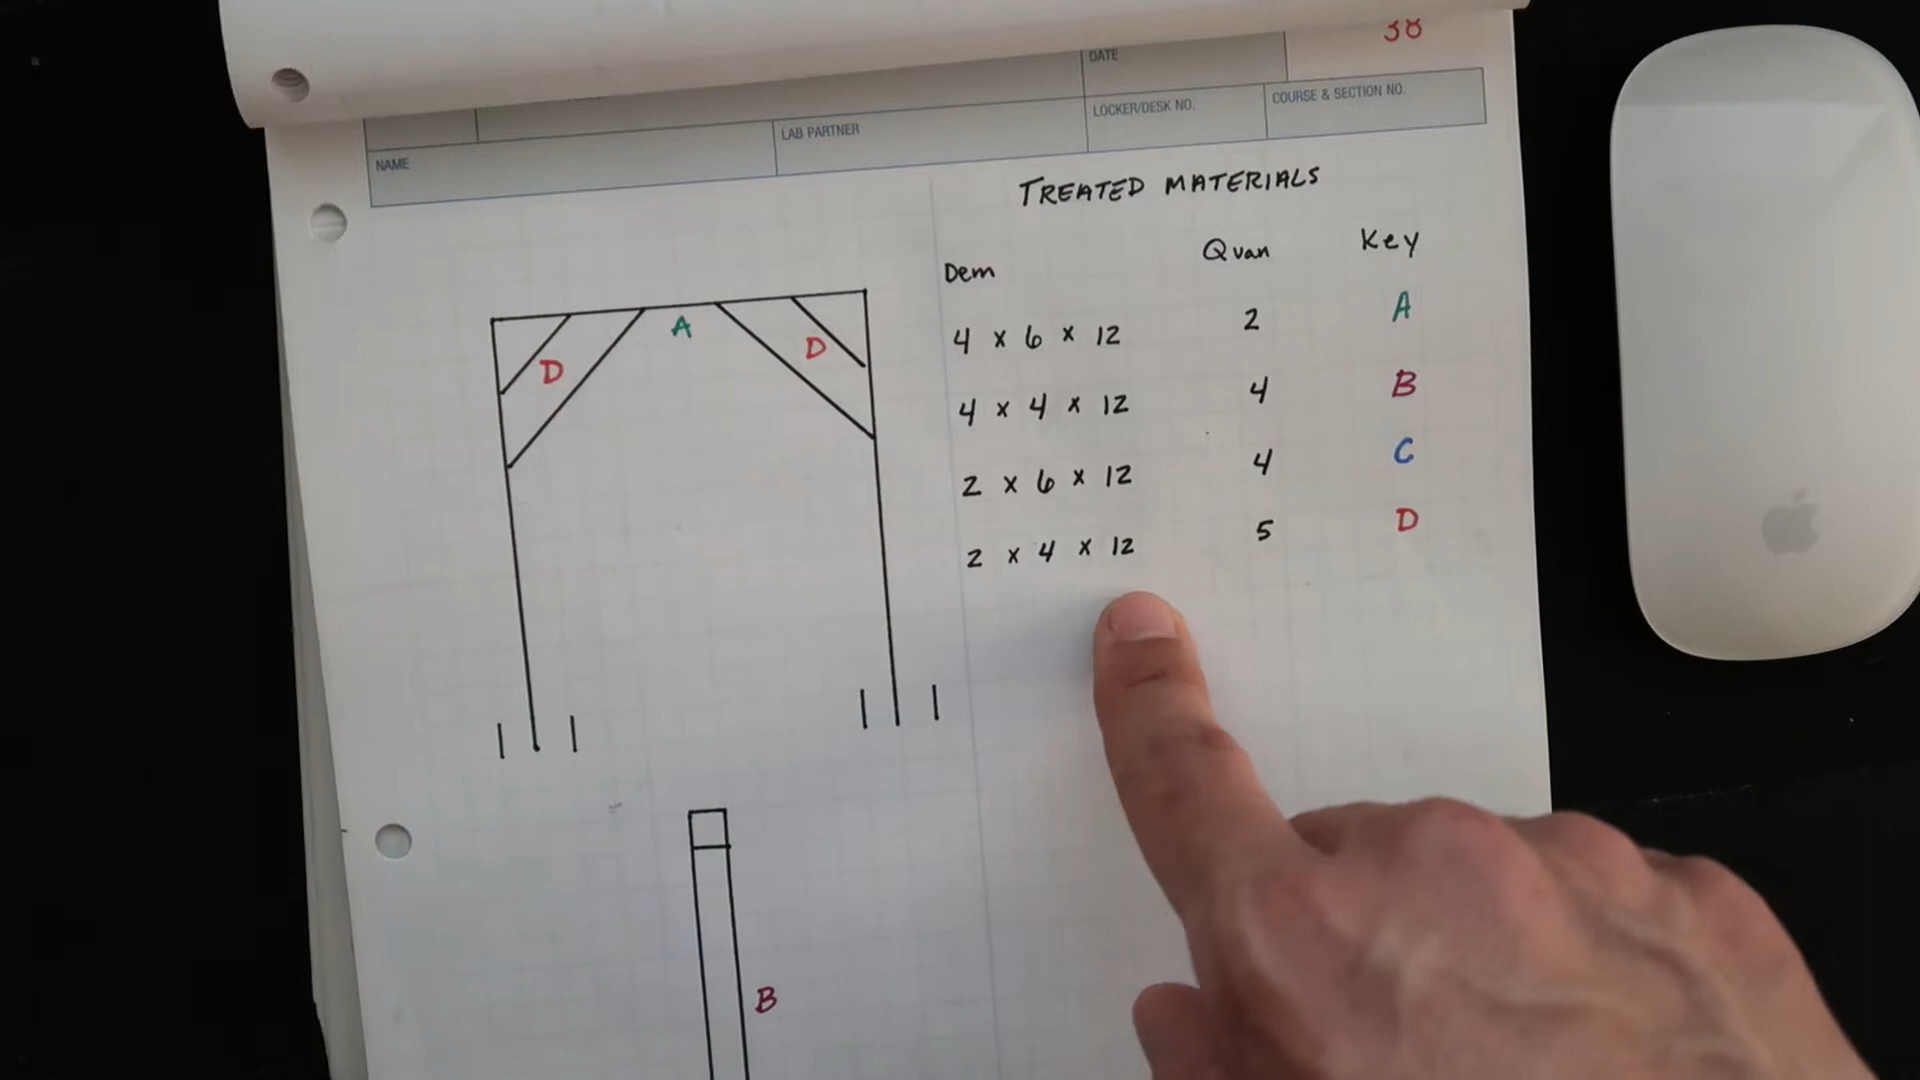 38
DATE
NAME
LAB PARTNER
LOCKER/DESK NO.
COURSE & SECTION NO.
TREATED MATERIALS
Dem Quan Key
4 x 6 x 12 2 A
4 x 4 x 12 4 B
2 x 6 x 12 4 C
2 x 4 x 12 5 D
D A D
B